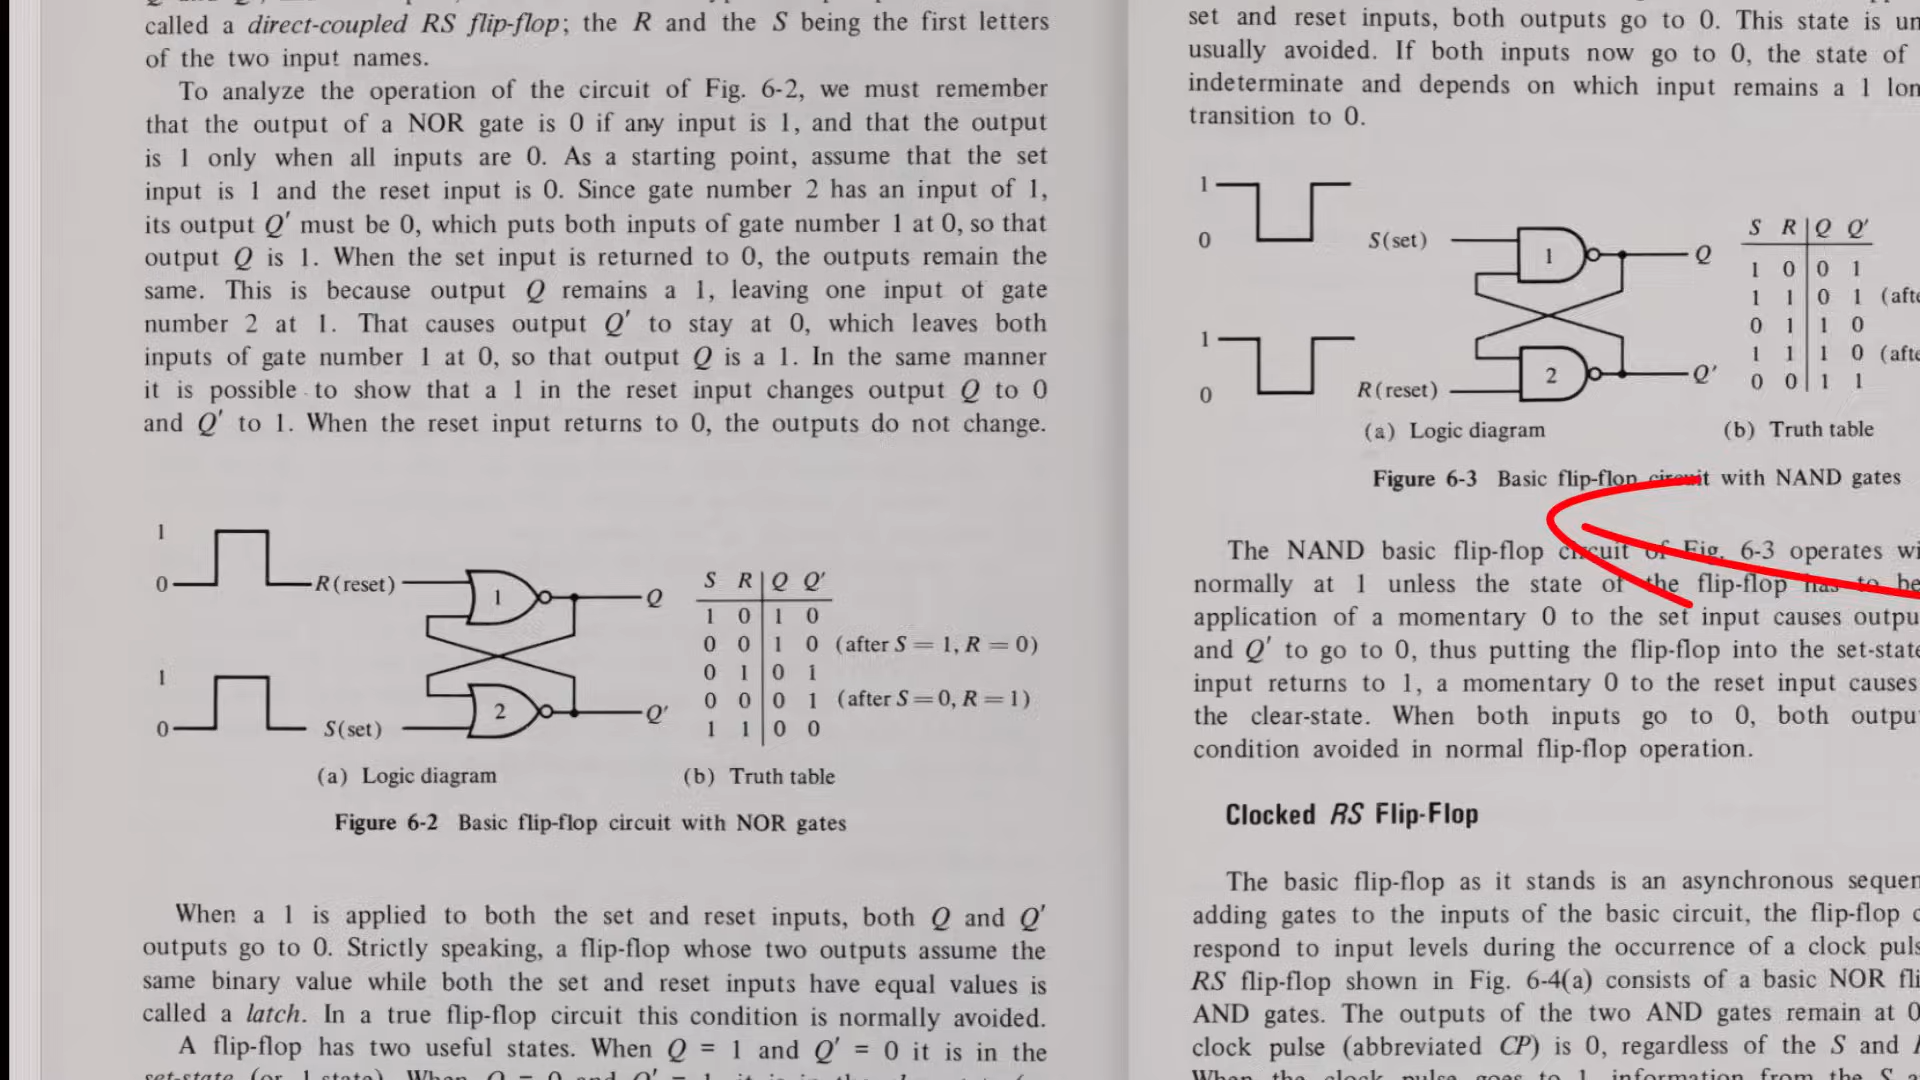 called a direct-coupled RS flip-flop; the R and the S being the first letters
of the two input names.
To analyze the operation of the circuit of Fig. 6-2, we must remember
that the output of a NOR gate is 0 if any input is 1, and that the output
is 1 only when all inputs are 0. As a starting point, assume that the set
input is 1 and the reset input is 0. Since gate number 2 has an input of 1,
its output Q′ must be 0, which puts both inputs of gate number 1 at 0, so that
output Q is 1. When the set input is returned to 0, the outputs remain the
same. This is because output Q remains a 1, leaving one input of gate
number 2 at 1. That causes output Q′ to stay at 0, which leaves both
inputs of gate number 1 at 0, so that output Q is a 1. In the same manner
it is possible to show that a 1 in the reset input changes output Q to 0
and Q′ to 1. When the reset input returns to 0, the outputs do not change.
1
0
R(reset)
1
Q
1
0
S(set)
2
Q′
S R Q Q′
1 0 1 0
0 0 1 0 (after S = 1, R = 0)
0 1 0 1
0 0 0 1 (after S = 0, R = 1)
1 1 0 0
(a) Logic diagram
(b) Truth table
Figure 6-2 Basic flip-flop circuit with NOR gates
When a 1 is applied to both the set and reset inputs, both Q and Q′
outputs go to 0. Strictly speaking, a flip-flop whose two outputs assume the
same binary value while both the set and reset inputs have equal values is
called a latch. In a true flip-flop circuit this condition is normally avoided.
A flip-flop has two useful states. When Q = 1 and Q′ = 0 it is in the
set and reset inputs, both outputs go to 0. This state is
usually avoided. If both inputs now go to 0, the state of
indeterminate and depends on which input remains a 1
transition to 0.
1
0
S(set)
1
Q
1
0
R(reset)
2
Q′
S R Q Q′
1 0 0 1
1 1 0 1
0 1 1 0
1 1 1 0
0 0 1 1
(a) Logic diagram
(b) Truth table
Figure 6-3 Basic flip-flop circuit with NAND gates
The NAND basic flip-flop circuit of Fig. 6-3 operates
normally at 1 unless the state of the flip-flop has to
application of a momentary 0 to the set input causes
and Q′ to go to 0, thus putting the flip-flop into the
input returns to 1, a momentary 0 to the reset input causes
the clear-state. When both inputs go to 0, both
condition avoided in normal flip-flop operation.
Clocked RS Flip-Flop
The basic flip-flop as it stands is an asynchronous
adding gates to the inputs of the basic circuit, the flip-flop
respond to input levels during the occurrence of a clock
RS flip-flop shown in Fig. 6-4(a) consists of a basic NOR
AND gates. The outputs of the two AND gates remain at 0
clock pulse (abbreviated CP) is 0, regardless of the S and